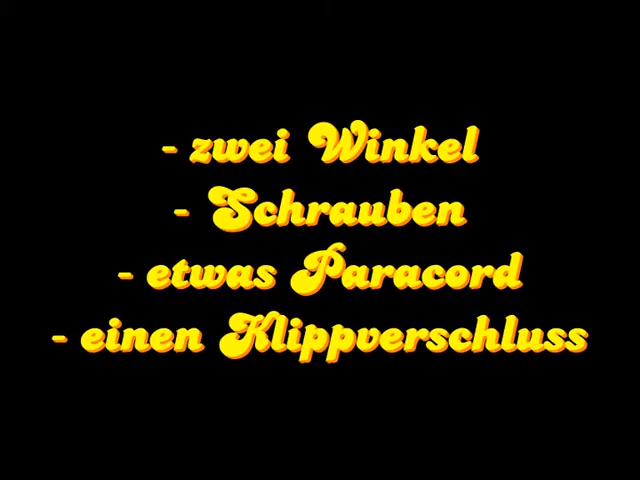 - zwei Winkel
- Schrauben
- etwas Paracord
- einen Klippverschluss